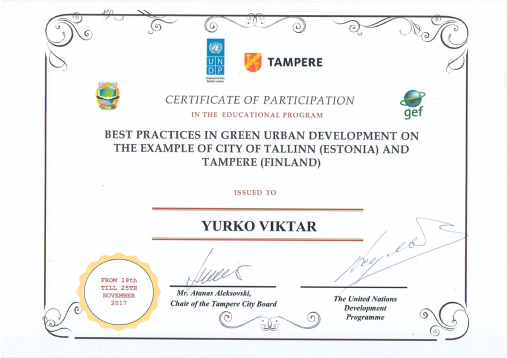 U N
D P
TAMPERE
CERTIFICATE OF PARTICIPATION
IN THE EDUCATIONAL PROGRAM
gef
BEST PRACTICES IN GREEN URBAN DEVELOPMENT ON
THE EXAMPLE OF CITY OF TALLINN (ESTONIA) AND
TAMPERE (FINLAND)
ISSUED TO
YURKO VIKTAR
FROM 19th
TILL 25TH
NOVEMBER
2017
Mr. Atanas Aleksovski,
Chair of the Tampere City Board
The United Nations
Development
Programme